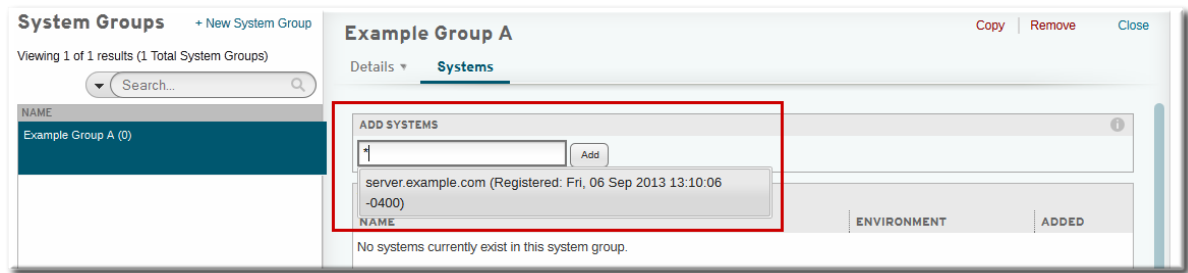 System Groups + New System Group
Viewing 1 of 1 results (1 Total System Groups)
Search...
NAME
Example Group A (0)
Example Group A
Copy Remove Close
Details Systems
ADD SYSTEMS
*
Add
server.example.com (Registered: Fri, 06 Sep 2013 13:10:06
-0400)
NAME ENVIRONMENT ADDED
No systems currently exist in this system group.